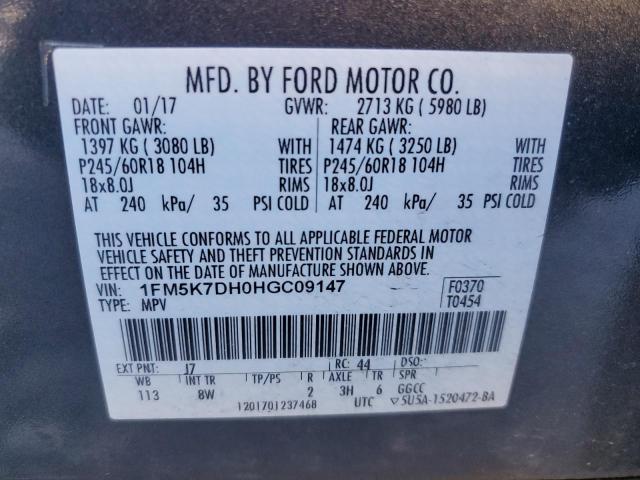 MFD. BY FORD MOTOR CO.
DATE: 01/17 GVWR: 2713 KG ( 5980 LB)
FRONT GAWR: REAR GAWR:
1397 KG ( 3080 LB) WITH 1474 KG ( 3250 LB) WITH
P245/60R18 104H TIRES P245/60R18 104H TIRES
18x8.0J RIMS 18x8.0J RIMS
AT 240 kPa/ 35 PSI COLD AT 240 kPa/ 35 PSI COLD
THIS VEHICLE CONFORMS TO ALL APPLICABLE FEDERAL MOTOR
VEHICLE SAFETY AND THEFT PREVENTION STANDARDS IN
EFFECT ON THE DATE OF MANUFACTURE SHOWN ABOVE.
VIN: 1FM5K7DH0HGC09147 F0370
TYPE: MPV T0454
EXT PNT: J7 RC: 44 DSO:
WB INT TR TP/PS R AXLE TR SPR
113 8W 2 3H 6 GGCC
1201701237468 UTC ▽5U5A-1520472-BA